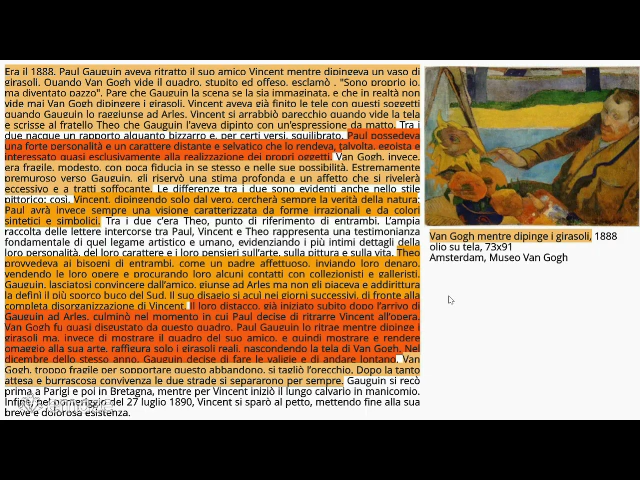 Era il 1888. Paul Gauguin aveva ritratto il suo amico Vincent mentre dipingeva un vaso di
girasoli. Quando Van Gogh vide il quadro, stupito ed offeso, esclamò . "Sono proprio io,
ma diventato pazzo". Pare che Gauguin la scena se la sia immaginata, e che in realtà non
vide mai Van Gogh dipingere i girasoli. Vincent aveva già finito le tele con questi soggetti
quando Gauguin lo raggiunse ad Arles. Vincent si arrabbiò parecchio quando vide la tela
e scrisse al fratello Theo che Gauguin l'aveva dipinto con un'espressione da matto. Tra i
due nacque un rapporto alquanto bizzarro e, per certi versi, squilibrato. Paul possedeva
una forte personalità e un carattere distante e selvatico che lo rendeva, talvolta, egoista e
interessato quasi esclusivamente alla realizzazione dei propri oggetti. Van Gogh, invece,
era fragile, modesto, con poca fiducia in se stesso e nelle sue possibilità. Estremamente
premuroso verso Gauguin, gli riservò una stima profonda e un affetto che si rivelerà
eccessivo e a tratti soffocante. Le differenze tra i due sono evidenti anche nello stile
pittorico: così, Vincent, dipingendo solo dal vero, cercherà sempre la verità della natura;
Paul avrà invece sempre una visione caratterizzata da forme irrazionali e da colori
sintetici e simbolici. Tra i due c'era Theo, punto di riferimento di entrambi. L'ampia
raccolta delle lettere intercorse tra Paul, Vincent e Theo rappresenta una testimonianza
fondamentale di quel legame artistico e umano, evidenziando i più intimi dettagli della
loro personalità, del loro carattere e i loro pensieri sull'arte, sulla pittura e sulla vita. Theo
provvedeva ai bisogni di entrambi, come un padre affettuoso, inviando loro denaro,
vendendo le loro opere e procurando loro alcuni contatti con collezionisti e galleristi.
Gauguin, lasciatosi convincere dall'amico, giunse ad Arles ma non gli piaceva e addirittura
la definì il più sporco buco del Sud. Il suo disagio si acuì nei giorni successivi, di fronte alla
completa disorganizzazione di Vincent. Il loro distacco, già iniziato subito dopo l'arrivo di
Gauguin ad Arles, culminò nel momento in cui Paul decise di ritrarre Vincent all'opera.
Van Gogh fu quasi disgustato da questo quadro. Paul Gauguin lo ritrae mentre dipinge i
girasoli ma, invece di mostrare il quadro del suo amico, e quindi mostrare e rendere
omaggio alla sua arte, raffigura solo i girasoli reali, nascondendo la tela di Van Gogh. Nel
dicembre dello stesso anno, Gauguin decise di fare le valigie e di andare lontano. Van
Gogh, troppo fragile per sopportare questo abbandono, si tagliò l'orecchio. Dopo la tanto
attesa e burrascosa convivenza le due strade si separarono per sempre. Gauguin si recò
prima a Parigi e poi in Bretagna, mentre per Vincent iniziò il lungo calvario in manicomio.
Infine, nel pomeriggio del 27 luglio 1890, Vincent si sparò al petto, mettendo fine alla sua
breve e dolorosa esistenza.
Van Gogh mentre dipinge i girasoli, 1888
olio su tela, 73x91
Amsterdam, Museo Van Gogh